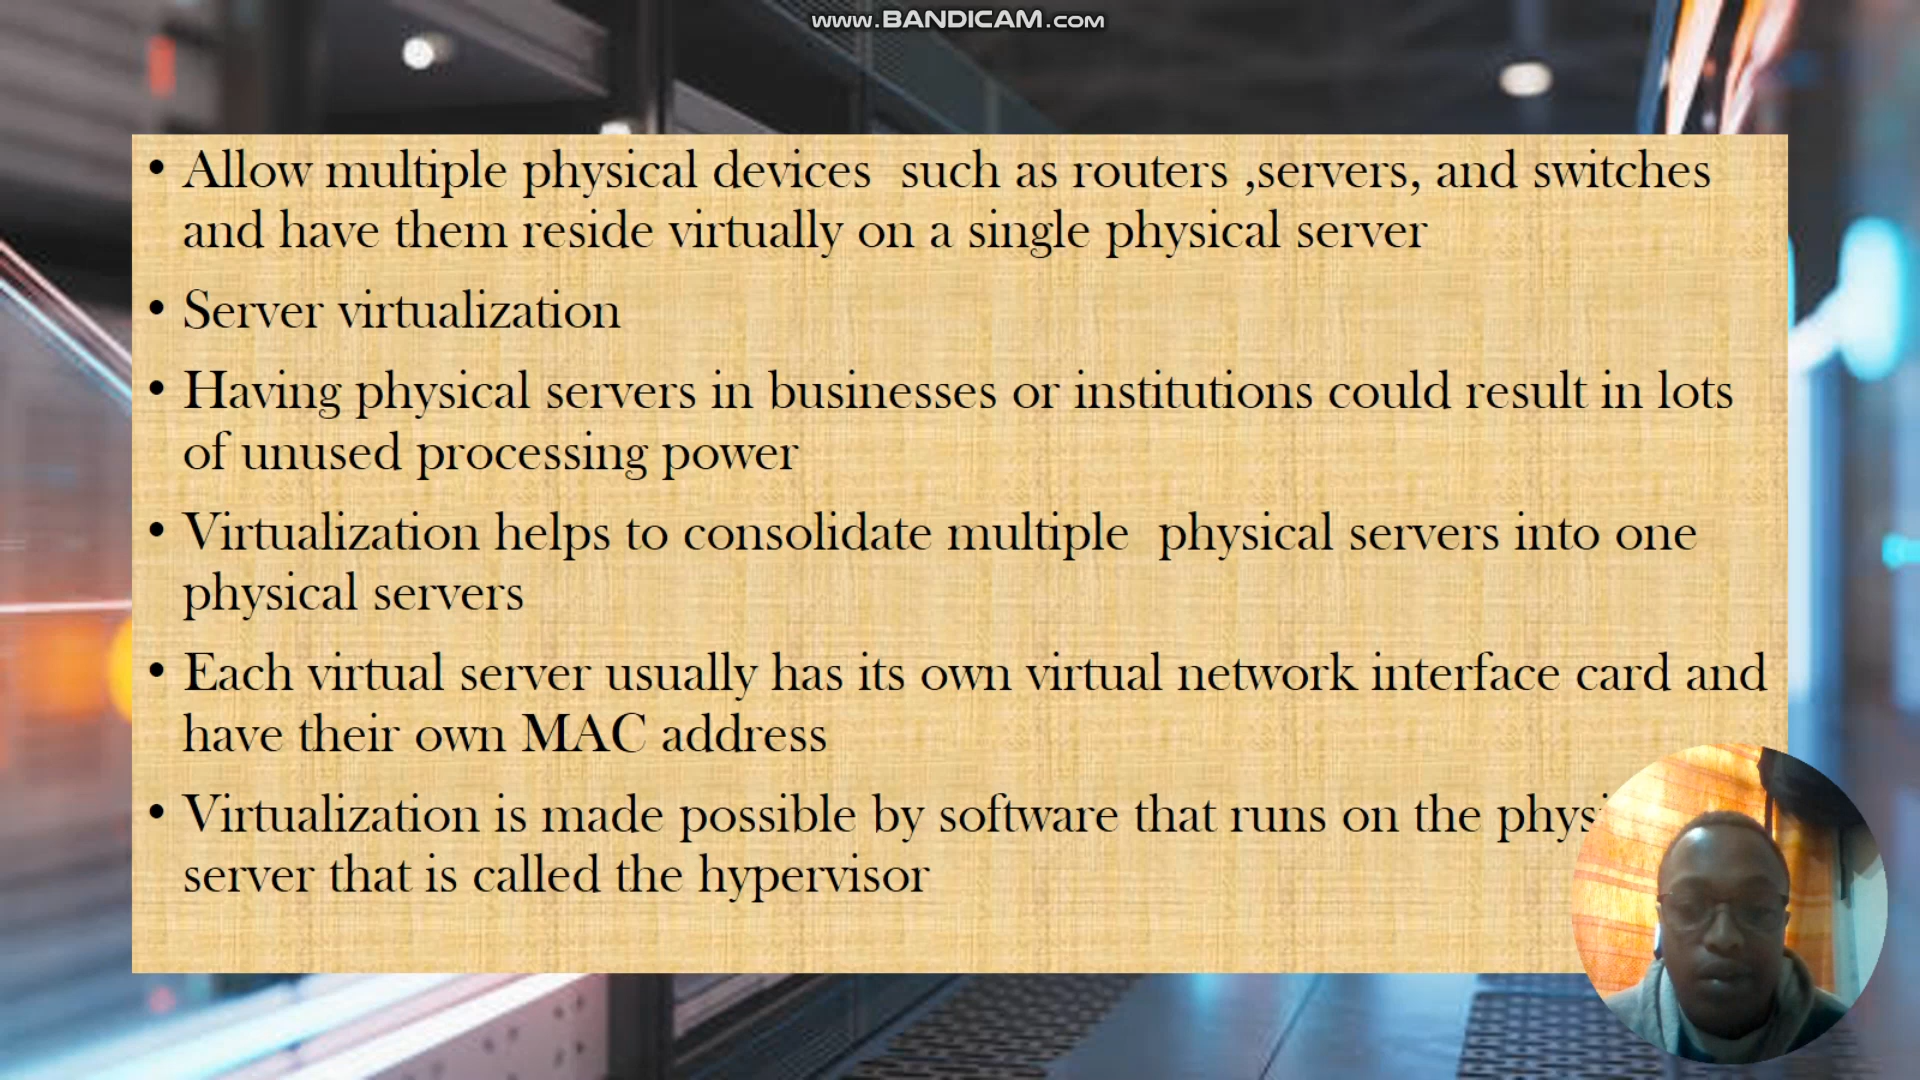 www.BANDICAM.com
• Allow multiple physical devices  such as routers ,servers, and switches
and have them reside virtually on a single physical server
• Server virtualization
• Having physical servers in businesses or institutions could result in lots
of unused processing power
• Virtualization helps to consolidate multiple  physical servers into one
physical servers
• Each virtual server usually has its own virtual network interface card and
have their own MAC address
• Virtualization is made possible by software that runs on the
server that is called the hypervisor